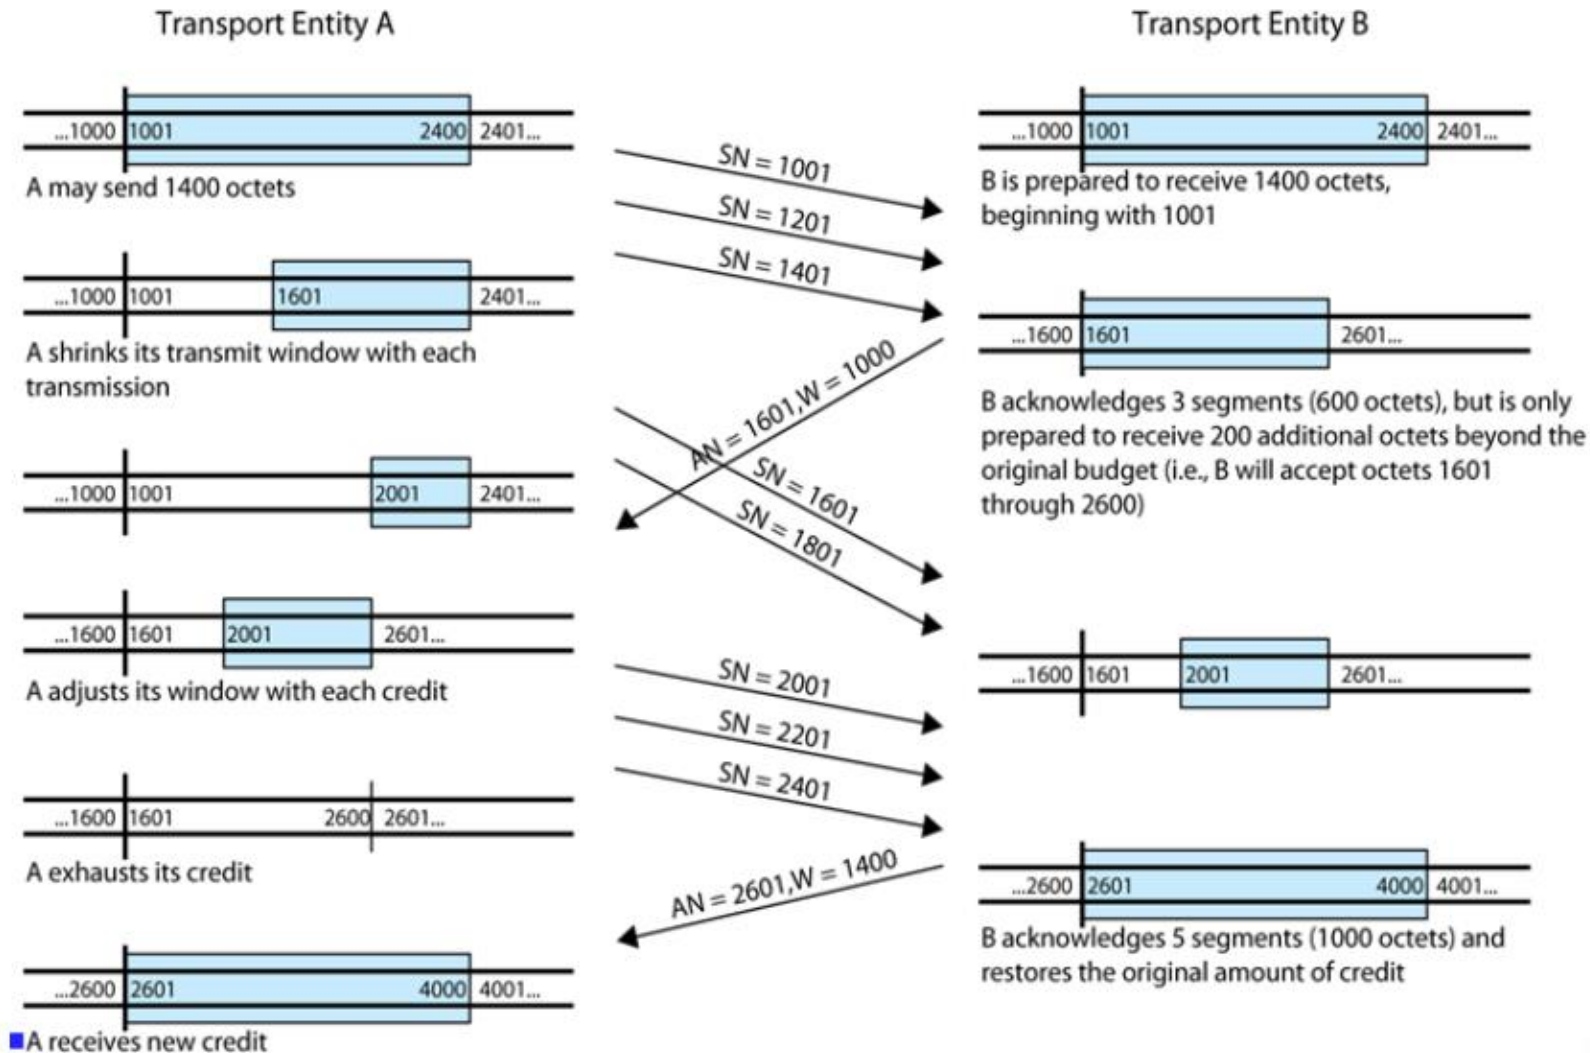 Transport Entity A
...1000 1001 2400 2401...
A may send 1400 octets
...1000 1001 1601 2401...
A shrinks its transmit window with each
transmission
...1000 1001 2001 2401...
...1600 1601 2001 2601...
A adjusts its window with each credit
...1600 1601 2600 2601...
A exhausts its credit
...2600 2601 4000 4001...
A receives new credit
SN = 1001
SN = 1201
SN = 1401
AN = 1601,W = 1000
SN = 1601
SN = 1801
SN = 2001
SN = 2201
SN = 2401
AN = 2601,W = 1400
Transport Entity B
...1000 1001 2400 2401...
B is prepared to receive 1400 octets,
beginning with 1001
...1600 1601 2601...
B acknowledges 3 segments (600 octets), but is only
prepared to receive 200 additional octets beyond the
original budget (i.e., B will accept octets 1601
through 2600)
...1600 1601 2001 2601...
...2600 2601 4000 4001...
B acknowledges 5 segments (1000 octets) and
restores the original amount of credit